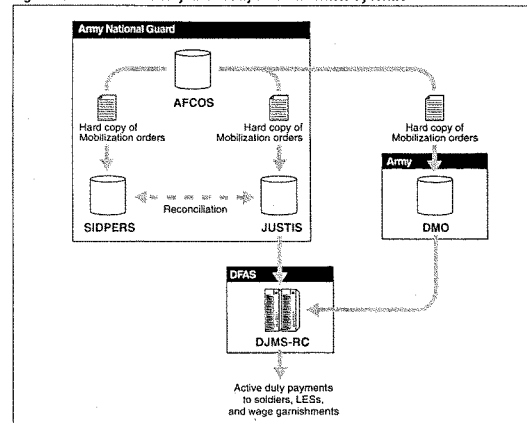 Army National Guard
AFCOS
Hard copy of
Mobilization orders
Hard copy of
Mobilization orders
Hard copy of
Mobilization orders
Army
SIDPERS
Reconciliation
JUSTIS
DMO
DFAS
DJMS-RC
Active duty payments
to soldiers, LESs,
and wage garnishments